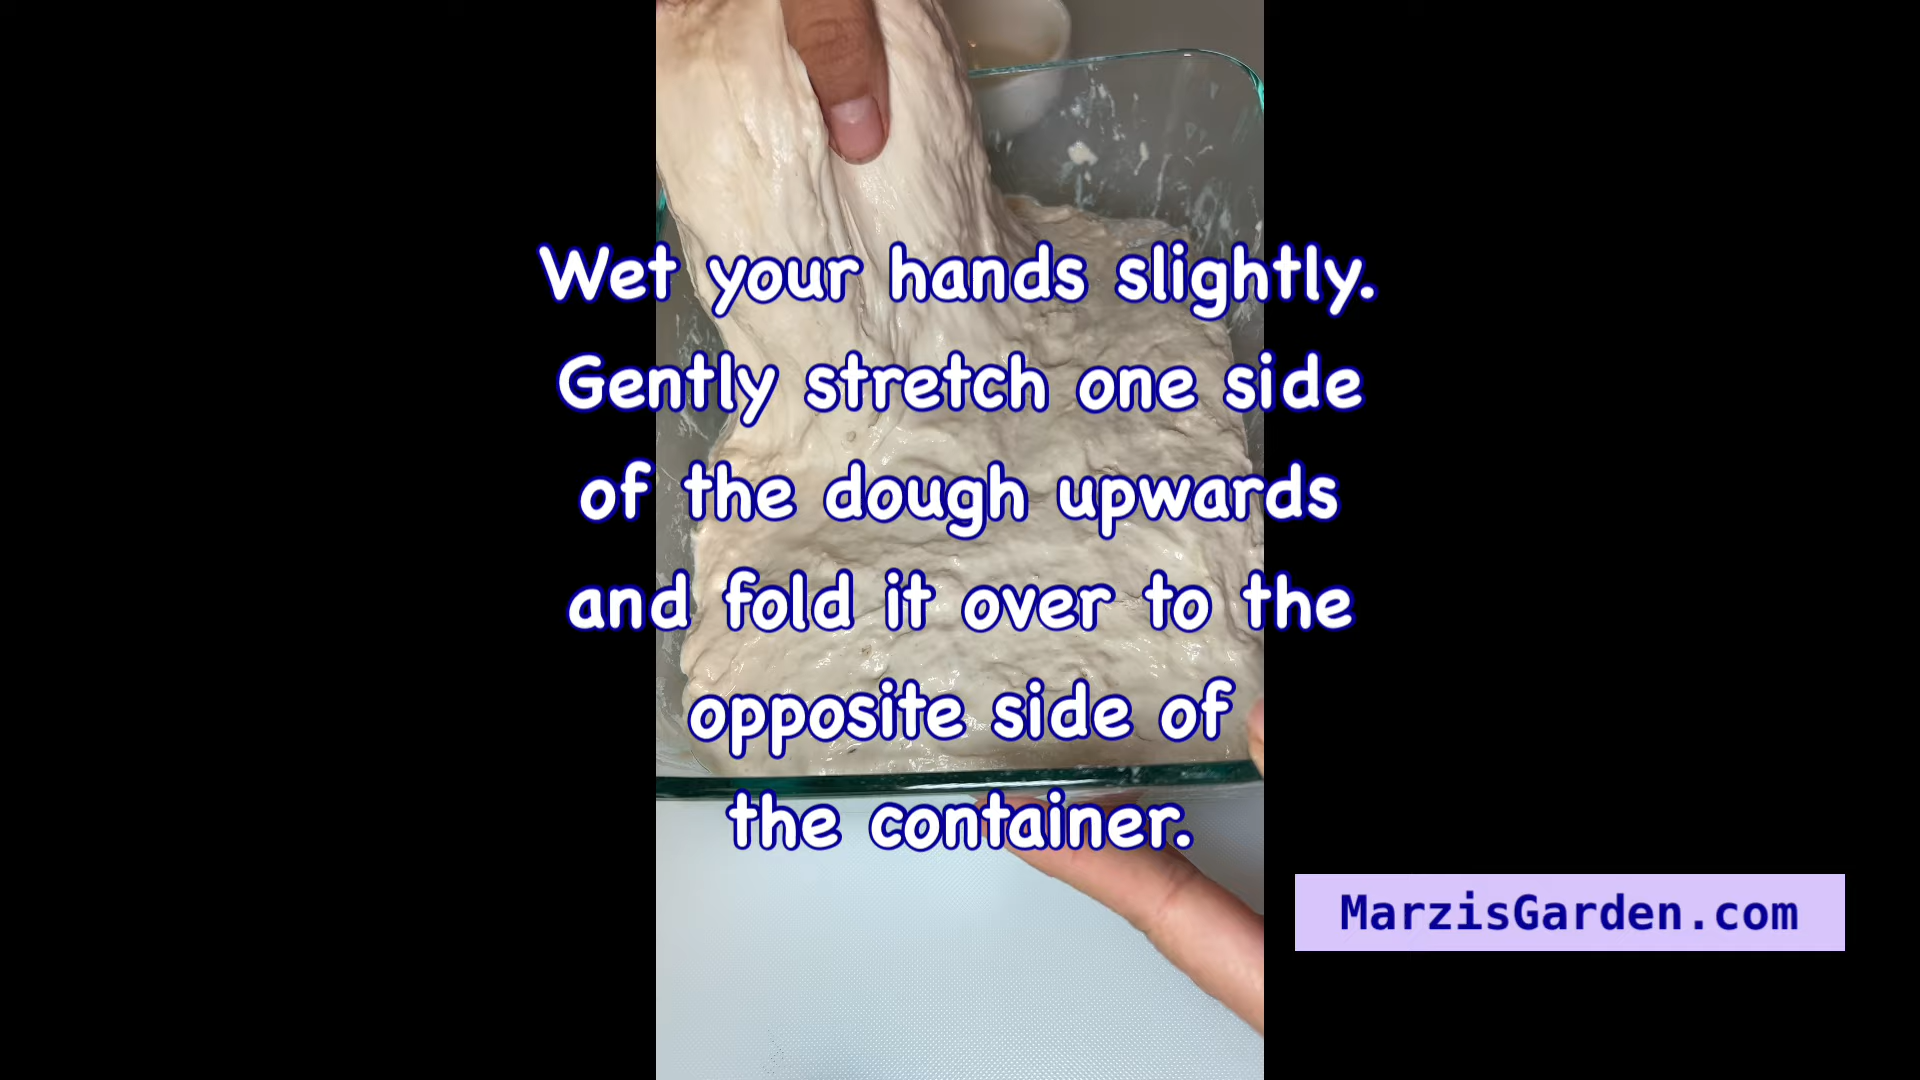 Wet your hands slightly.
Gently stretch one side
of the dough upwards
and fold it over to the
opposite side of
the container.
MarzisGarden.com